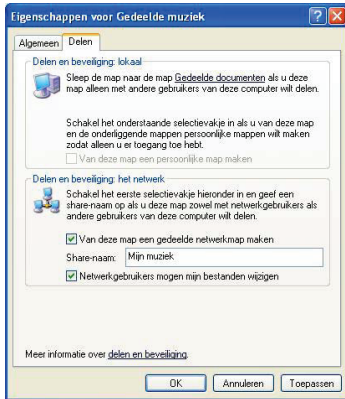 Eigenschappen voor Gedeelde muziek
Algemeen Delen
Delen en beveiliging: lokaal
Sleep de map naar de map Gedeelde documenten als u deze
map alleen met andere gebruikers van deze computer wilt delen.
Schakel het onderstaande selectievakje in als u van deze map
en de onderliggende mappen persoonlijke mappen wilt maken
zodat alleen u er toegang toe hebt.
Van deze map een persoonlijke map maken
Delen en beveiliging: het netwerk
Schakel het eerste selectievakje hieronder in en geef een
share-naam op als u deze map zowel met netwerkgebruikers als
andere gebruikers van deze computer wilt delen.
Van deze map een gedeelde netwerkmap maken
Share-naam: Mijn muziek
Netwerkgebruikers mogen mijn bestanden wijzigen
Meer informatie over delen en beveiliging.
OK Annuleren Toepassen